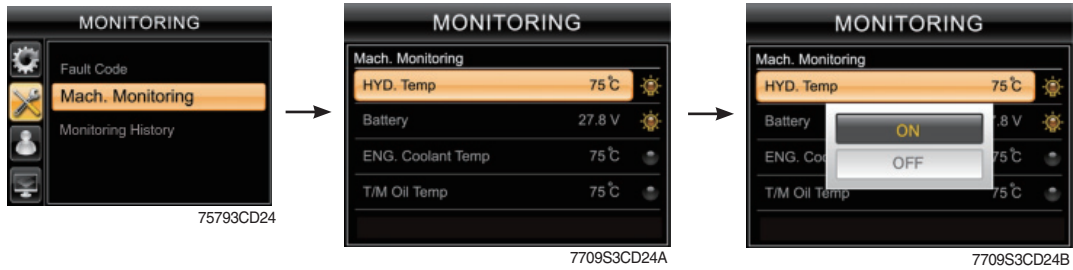 MONITORING
Fault Code
Mach. Monitoring
Monitoring History
75793CD24
MONITORING
Mach. Monitoring
HYD. Temp 75℃
Battery 27.8 V
ENG. Coolant Temp 75℃
T/M Oil Temp 75℃
7709S3CD24A
MONITORING
Mach. Monitoring
HYD. Temp 75℃
Battery 7.8 V
ON
ENG. Coo 75℃
OFF
T/M Oil Temp 75℃
7709S3CD24B